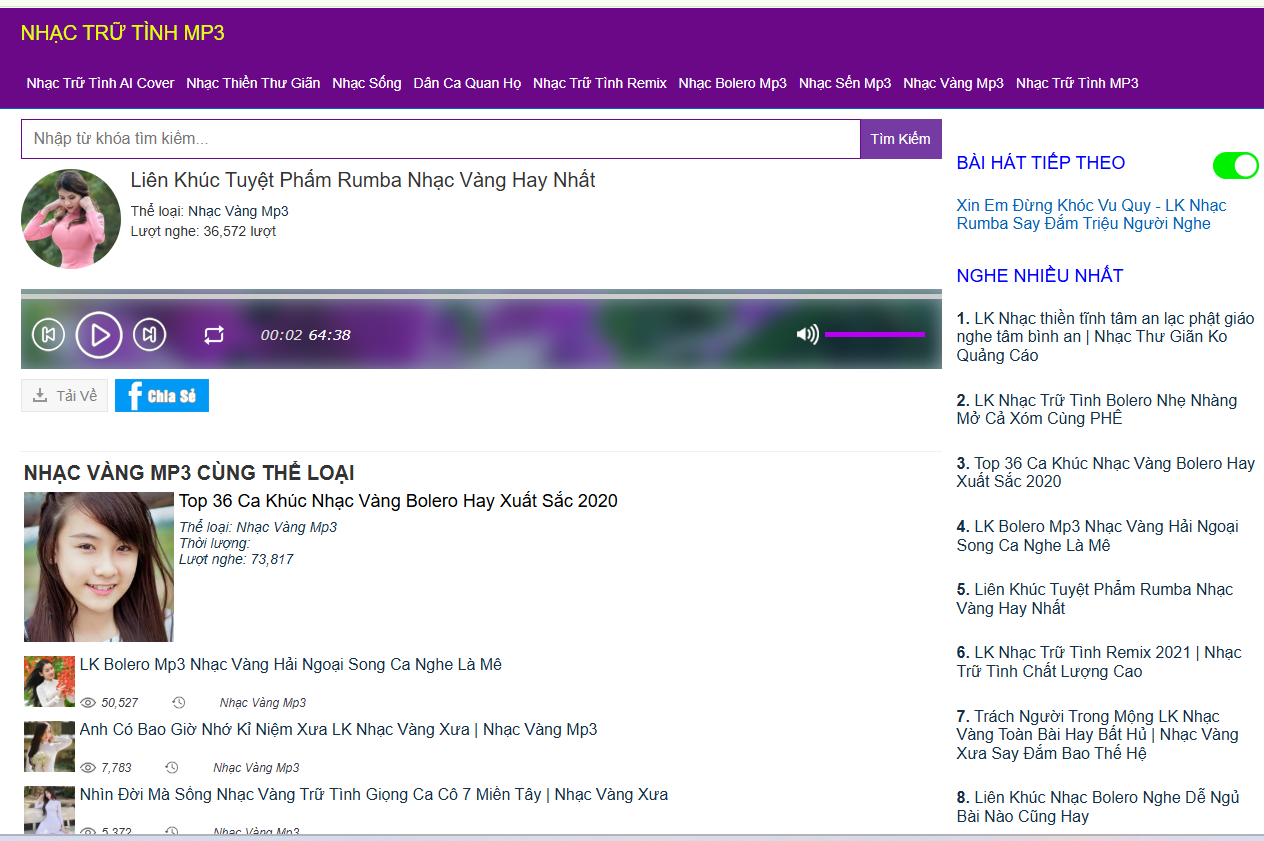 NHẠC TRỮ TÌNH MP3
Nhạc Trữ Tình AI Cover Nhạc Thiền Thư Giãn Nhạc Sống Dân Ca Quan Họ Nhạc Trữ Tình Remix Nhạc Bolero Mp3 Nhạc Sến Mp3 Nhạc Vàng Mp3 Nhạc Trữ Tình MP3
Nhập từ khóa tìm kiếm...
Tìm Kiếm
Liên Khúc Tuyệt Phẩm Rumba Nhạc Vàng Hay Nhất
Thể loại: Nhạc Vàng Mp3
Lượt nghe: 36,572 lượt
00:02 64:38
Tải Về
Chia Sẻ
NHẠC VÀNG MP3 CÙNG THỂ LOẠI
Top 36 Ca Khúc Nhạc Vàng Bolero Hay Xuất Sắc 2020
Thể loại: Nhạc Vàng Mp3
Thời lượng:
Lượt nghe: 73,817
LK Bolero Mp3 Nhạc Vàng Hải Ngoại Song Ca Nghe Là Mê
50,527 Nhạc Vàng Mp3
Anh Có Bao Giờ Nhớ Kỉ Niệm Xưa LK Nhạc Vàng Xưa | Nhạc Vàng Mp3
7,783 Nhạc Vàng Mp3
Nhìn Đời Mà Sống Nhạc Vàng Trữ Tình Giọng Ca Cô 7 Miền Tây | Nhạc Vàng Xưa
5,372 Nhạc Vàng Mp3
BÀI HÁT TIẾP THEO
Xin Em Đừng Khóc Vu Quy - LK Nhạc
Rumba Say Đắm Triệu Người Nghe
NGHE NHIỀU NHẤT
1. LK Nhạc thiền tĩnh tâm an lạc phật giáo
nghe tâm bình an | Nhạc Thư Giãn Ko
Quảng Cáo
2. LK Nhạc Trữ Tình Bolero Nhẹ Nhàng
Mở Cả Xóm Cùng PHÊ
3. Top 36 Ca Khúc Nhạc Vàng Bolero Hay
Xuất Sắc 2020
4. LK Bolero Mp3 Nhạc Vàng Hải Ngoại
Song Ca Nghe Là Mê
5. Liên Khúc Tuyệt Phẩm Rumba Nhạc
Vàng Hay Nhất
6. LK Nhạc Trữ Tình Remix 2021 | Nhạc
Trữ Tình Chất Lượng Cao
7. Trách Người Trong Mộng LK Nhạc
Vàng Toàn Bài Hay Bất Hủ | Nhạc Vàng
Xưa Say Đắm Bao Thế Hệ
8. Liên Khúc Nhạc Bolero Nghe Dễ Ngủ
Bài Nào Cũng Hay